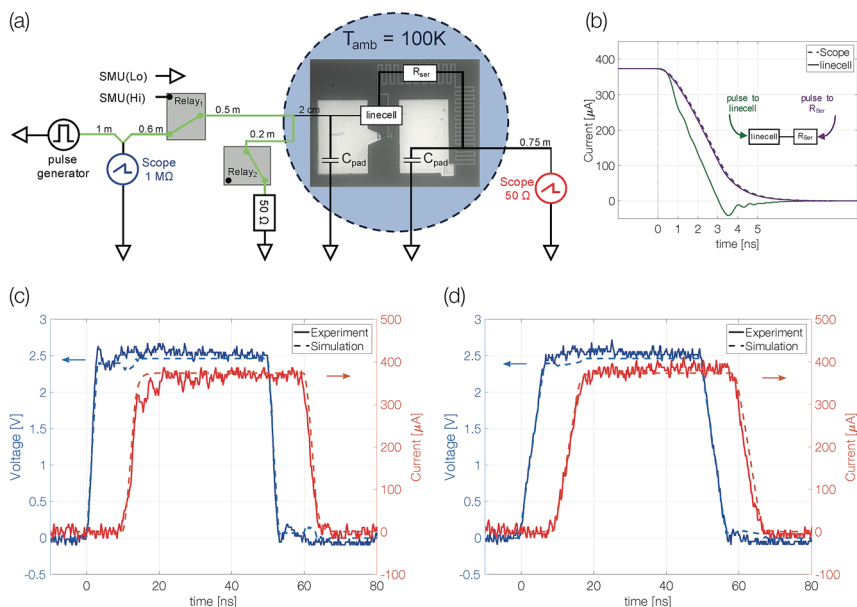 (a)
T_amb = 100K
SMU(Lo)
SMU(Hi)
Relay₁
R_ser
linecell
1 m
0.6 m
0.5 m
2 cm
0.2 m
0.75 m
pulse
generator
Scope
1 MΩ
Relay₂
C_pad
C_pad
50 Ω
Scope
50 Ω
(b)
Scope
linecell
pulse to
linecell
pulse to
R_Ser
linecell
R_Ser
Current [μA]
400
300
200
100
0
0 1 2 3 4 5
time [ns]
(c)
Experiment
Simulation
Voltage [V]
3
2.5
2
1.5
1
0.5
0
-0.5
Current [μA]
500
400
300
200
100
0
-100
0 20 40 60 80
time [ns]
(d)
Experiment
Simulation
Voltage [V]
3
2.5
2
1.5
1
0.5
0
-0.5
Current [μA]
500
400
300
200
100
0
-100
0 20 40 60 80
time [ns]